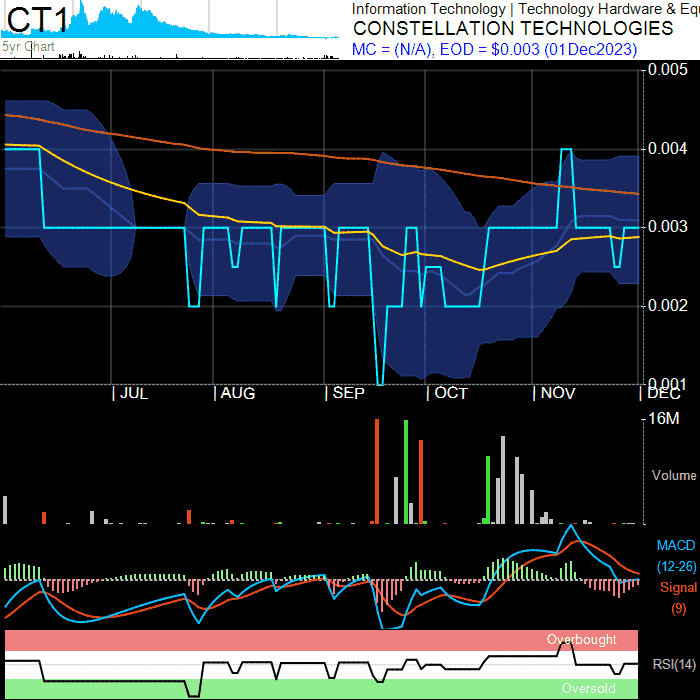 CT1
5yr Chart
Information Technology | Technology Hardware & Equ
CONSTELLATION TECHNOLOGIES
MC = (N/A), EOD = $0.003 (01Dec2023)
0.005
0.004
0.003
0.002
0.001
| JUL | AUG | SEP | OCT | NOV | DEC
16M
Volume
MACD
(12-26)
Signal
(9)
Overbought
RSI(14)
Oversold